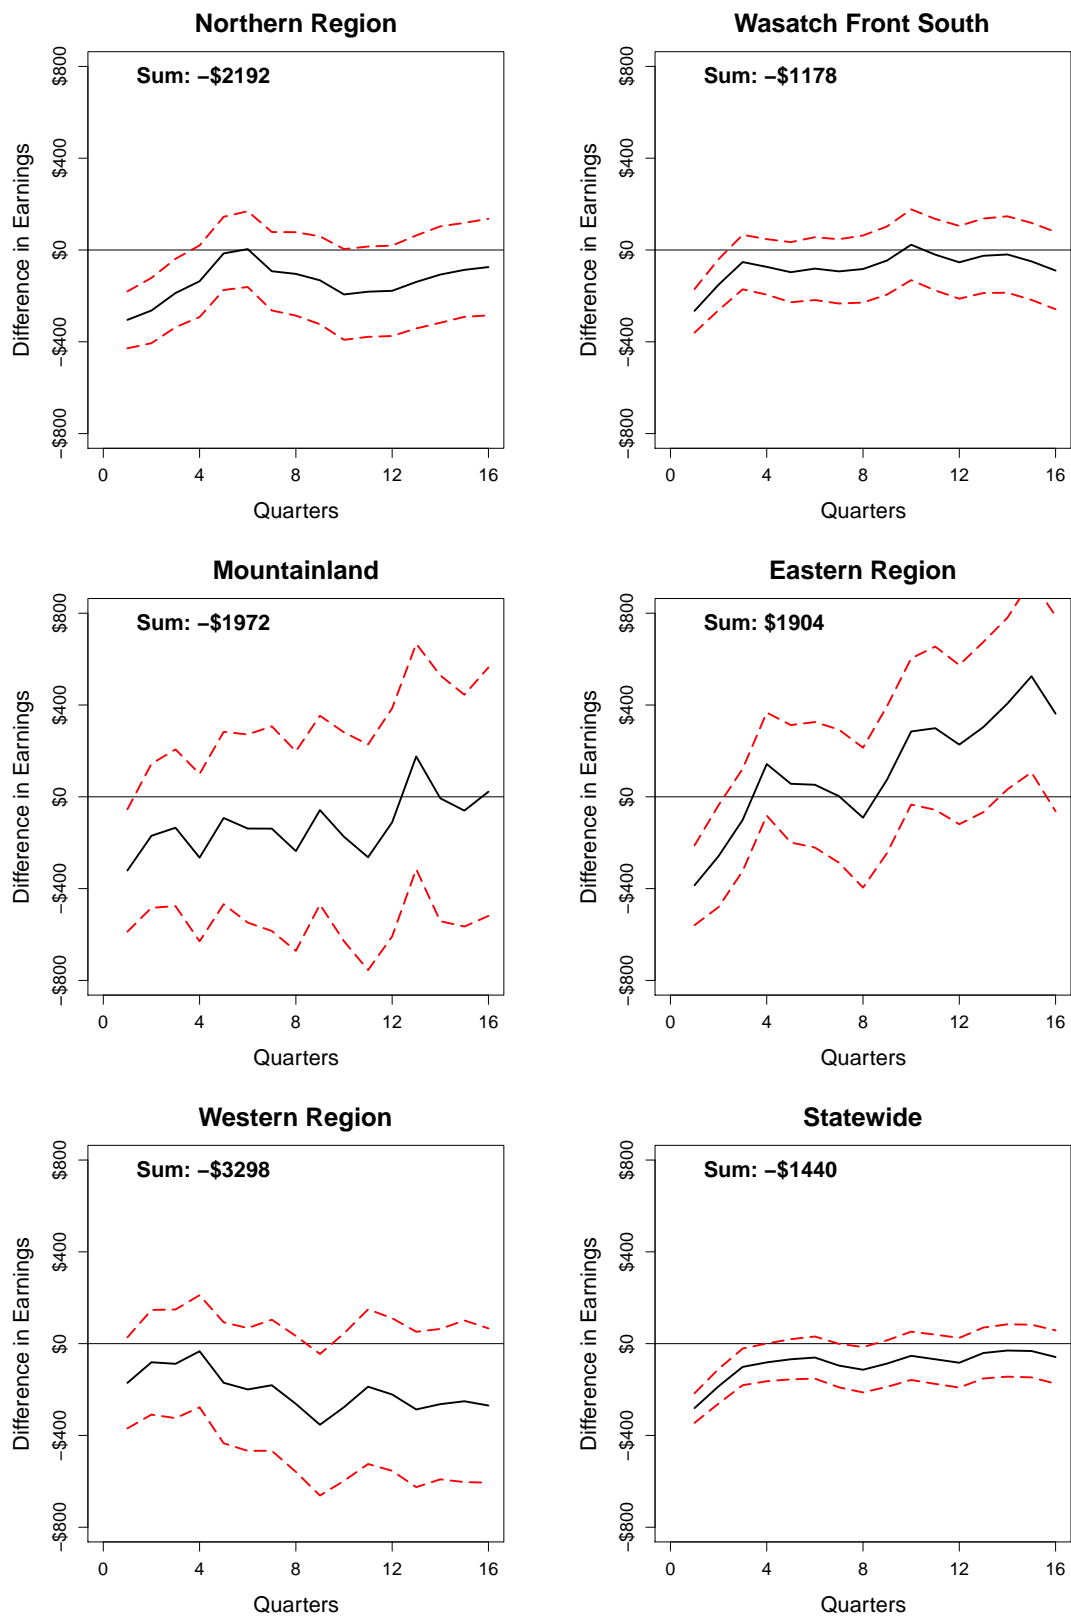 Northern Region
Sum: −$2192
Difference in Earnings
$800
$400
$0
−$400
−$800
0 4 8 12 16
Quarters
Wasatch Front South
Sum: −$1178
Difference in Earnings
$800
$400
$0
−$400
−$800
0 4 8 12 16
Quarters
Mountainland
Sum: −$1972
Difference in Earnings
$800
$400
$0
−$400
−$800
0 4 8 12 16
Quarters
Eastern Region
Sum: $1904
Difference in Earnings
$800
$400
$0
−$400
−$800
0 4 8 12 16
Quarters
Western Region
Sum: −$3298
Difference in Earnings
$800
$400
$0
−$400
−$800
0 4 8 12 16
Quarters
Statewide
Sum: −$1440
Difference in Earnings
$800
$400
$0
−$400
−$800
0 4 8 12 16
Quarters